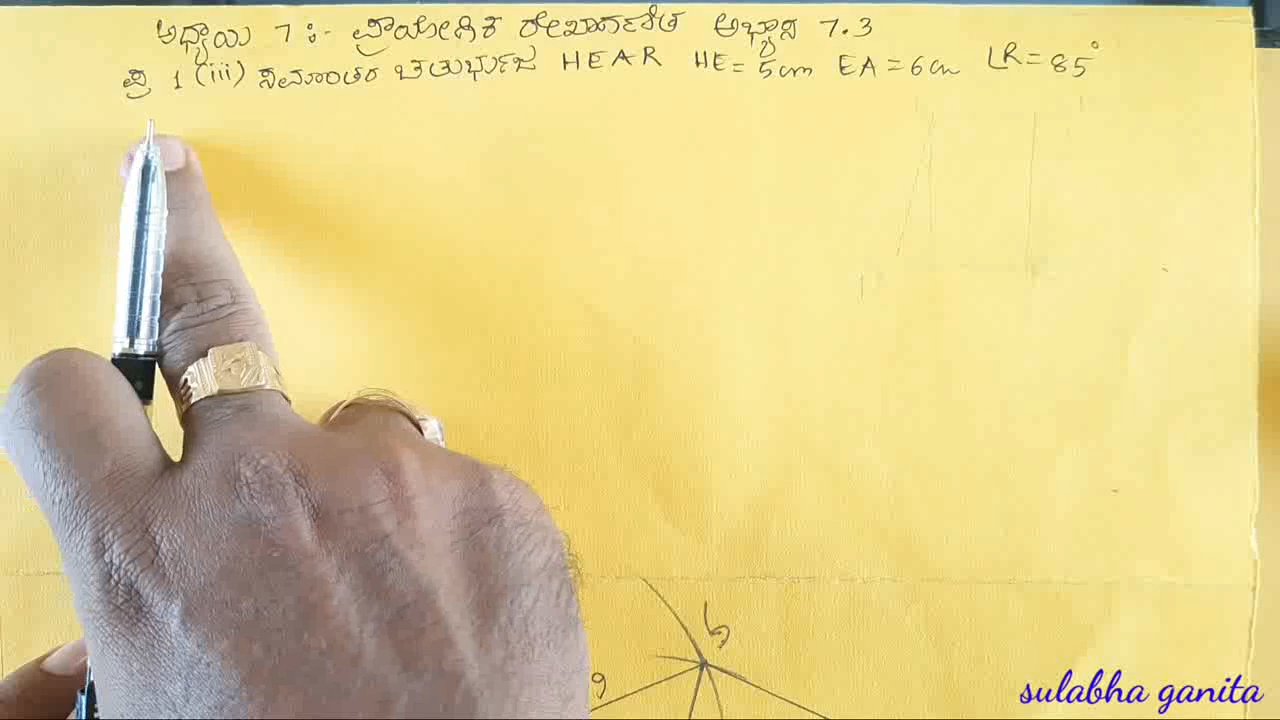 ಅಧ್ಯಾಯ 7 :- ಪ್ರಾಯೋಗಿಕ ರೇಖಾಗಣಿತ ಅಭ್ಯಾಸ 7.3
ಪ್ರ 1 (iii) ಸಮಾಂತರ ಚತುರ್ಭುಜ HEAR HE = 5cm EA = 6cm LR = 85°
sulabha ganita